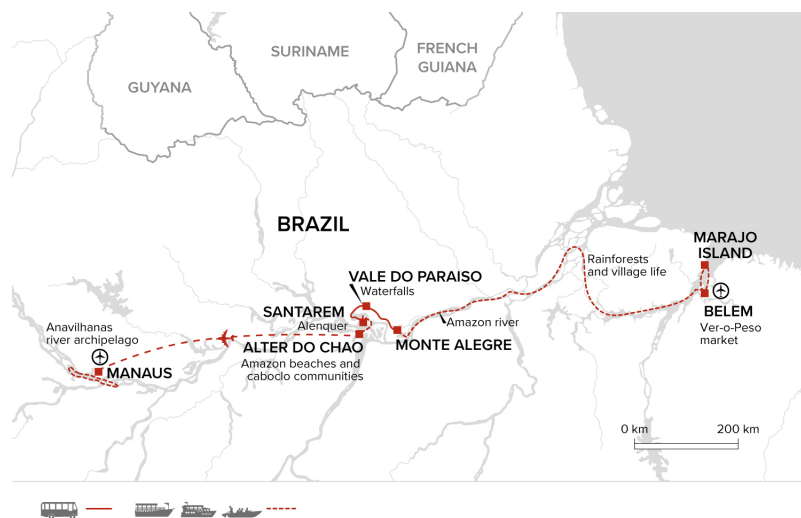 SURINAME
FRENCH
GUIANA
GUYANA
BRAZIL
MARAJO
ISLAND
Rainforests
and village life
VALE DO PARAISO
Waterfalls
SANTAREM
Alenquer
Amazon river
BELEM
Ver-o-Peso
market
Anavilhanas
river archipelago
ALTER DO CHAO
MONTE ALEGRE
Amazon beaches and
caboclo communities
MANAUS
0 km
200 km